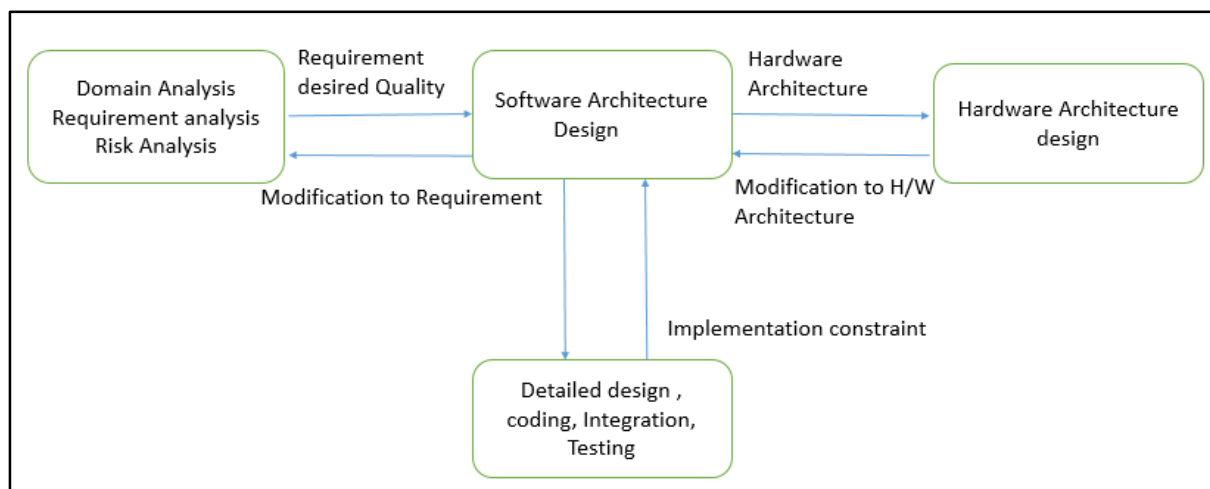 Domain Analysis
Requirement analysis
Risk Analysis
Requirement
desired Quality
Modification to Requirement
Software Architecture
Design
Hardware
Architecture
Modification to H/W
Architecture
Hardware Architecture
design
Implementation constraint
Detailed design ,
coding, Integration,
Testing